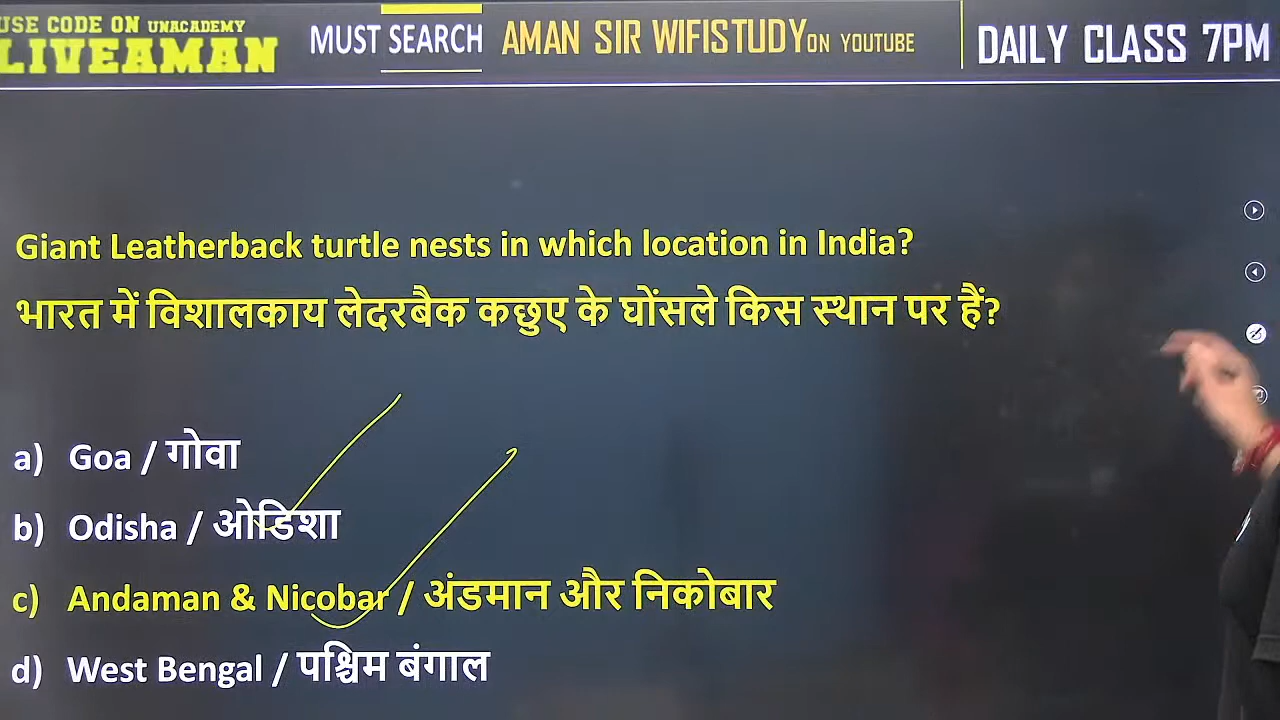 USE CODE ON UNACADEMY
LIVEAMAN
MUST SEARCH AMAN SIR WIFISTUDY ON YOUTUBE
DAILY CLASS 7PM
Giant Leatherback turtle nests in which location in India?
भारत में विशालकाय लेदरबैक कछुए के घोंसले किस स्थान पर हैं?
a) Goa / गोवा
b) Odisha / ओडिशा
c) Andaman & Nicobar / अंडमान और निकोबार
d) West Bengal / पश्चिम बंगाल